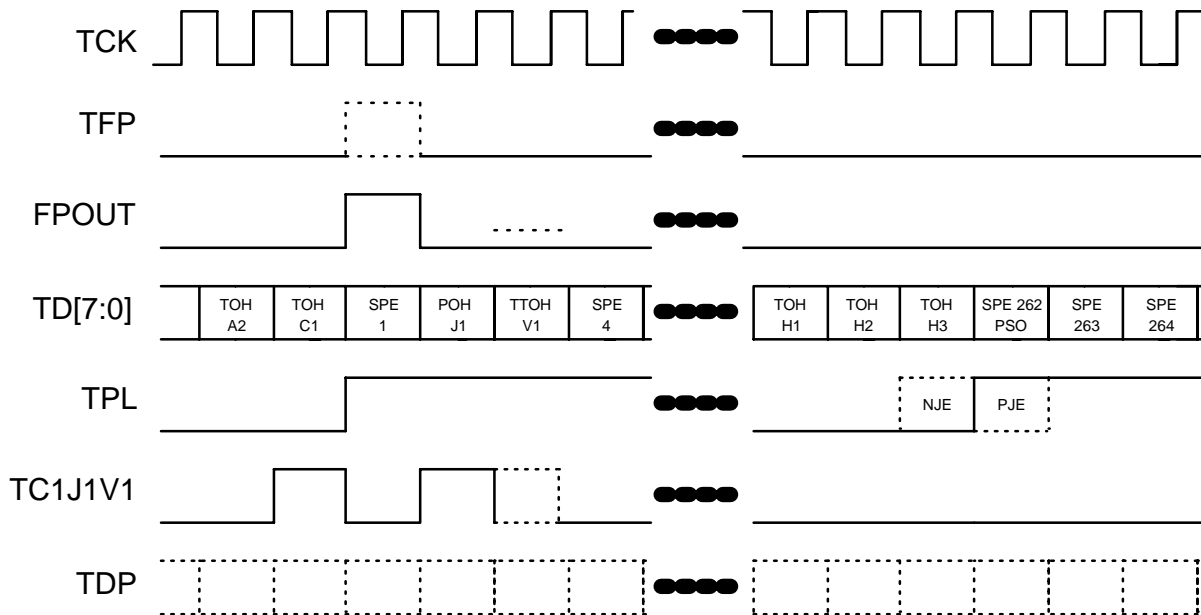 TCK
TFP
FPOUT
TD[7:0]
TOH A2
TOH C1
SPE 1
POH J1
TTOH V1
SPE 4
TOH H1
TOH H2
TOH H3
SPE 262 PSO
SPE 263
SPE 264
TPL
NJE
PJE
TC1J1V1
TDP